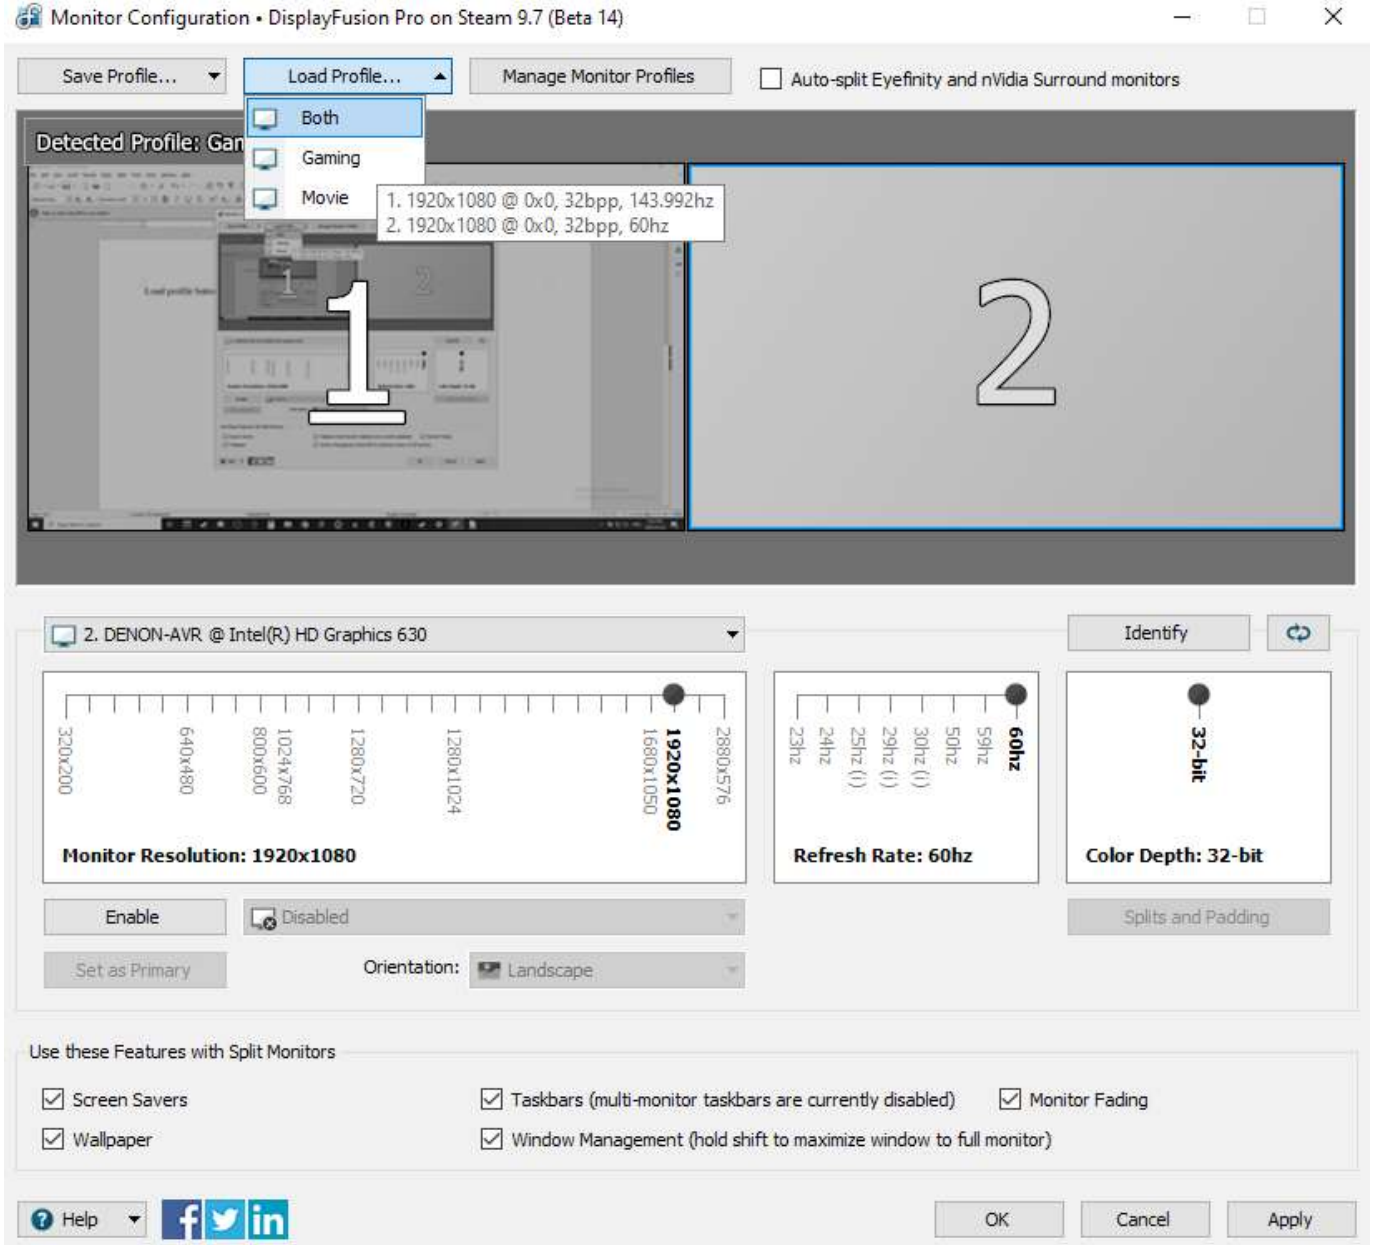 Monitor Configuration • DisplayFusion Pro on Steam 9.7 (Beta 14)
Save Profile...
Load Profile...
Manage Monitor Profiles
Auto-split Eyefinity and nVidia Surround monitors
Both
Detected Profile: Gam
Gaming
Movie
1. 1920x1080 @ 0x0, 32bpp, 143.992hz
2. 1920x1080 @ 0x0, 32bpp, 60hz
1
2
2. DENON-AVR @ Intel(R) HD Graphics 630
Identify
320x200
640x480
800x600
1024x768
1280x720
1280x1024
1680x1050
1920x1080
2880x576
23hz
24hz
25hz (i)
29hz (i)
30hz (i)
50hz
59hz
60hz
32-bit
Monitor Resolution: 1920x1080
Refresh Rate: 60hz
Color Depth: 32-bit
Enable
Disabled
Splits and Padding
Set as Primary
Orientation:
Landscape
Use these Features with Split Monitors
Screen Savers
Taskbars (multi-monitor taskbars are currently disabled)
Monitor Fading
Wallpaper
Window Management (hold shift to maximize window to full monitor)
Help
OK
Cancel
Apply